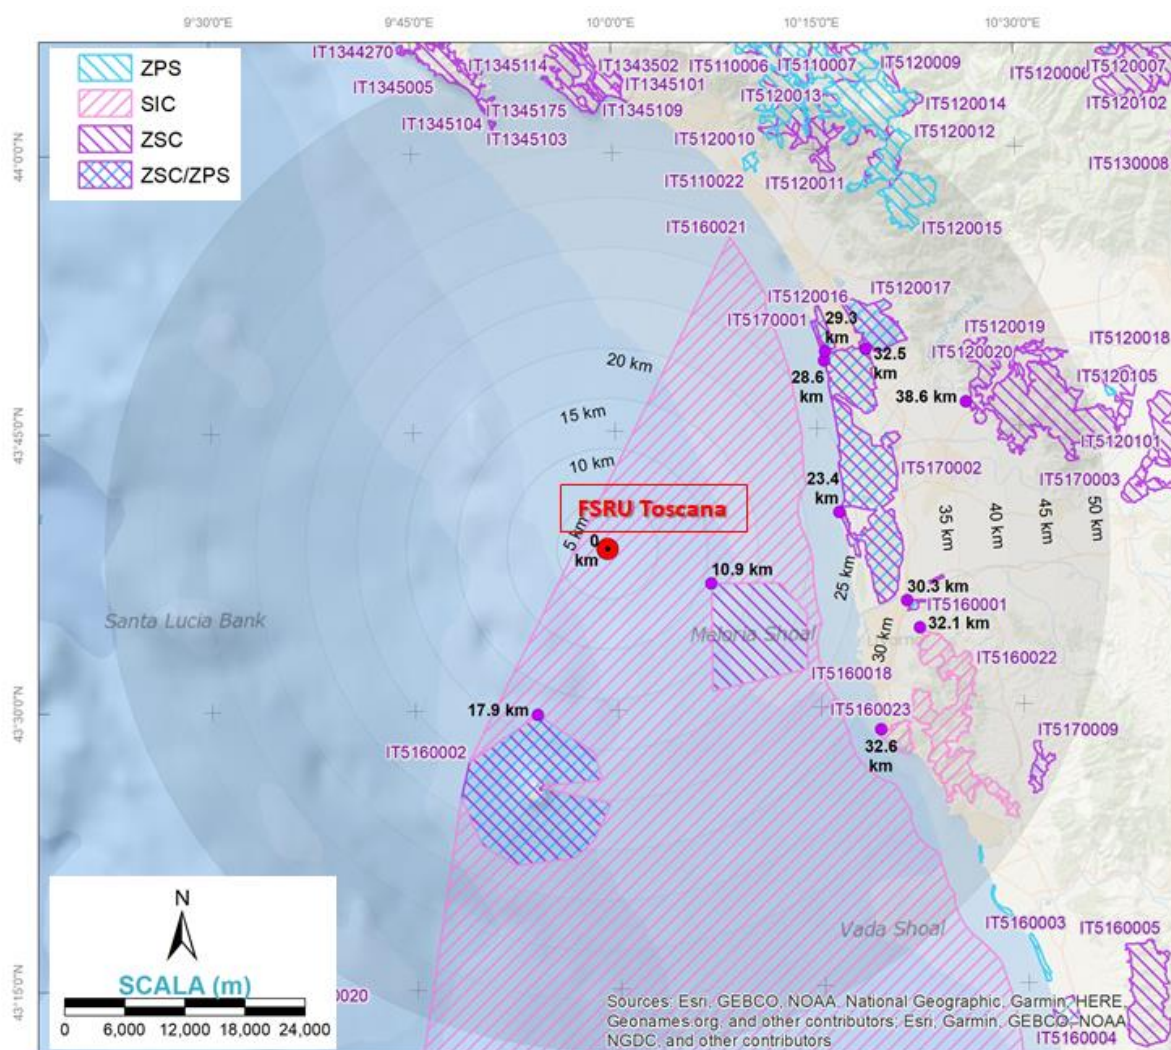 9°30'0"E
9°45'0"E
10°0'0"E
10°15'0"E
10°30'0"E
ZPS
SIC
ZSC
ZSC/ZPS
IT1344270
IT1345005
IT1345104
IT1345114
IT1345175
IT1345103
IT1343502
IT1345101
IT1345109
IT5110006
IT5110007
IT5120009
IT5120013
IT5120014
IT5120012
IT5120010
IT5110022
IT5120011
IT5120015
IT5120007
IT5120102
IT5130008
44°0'0"N
IT5160021
IT5120016
IT5120017
IT5170001
29.3
km
32.5
km
28.6
km
IT5120019
IT5120018
IT5120020
IT5120105
38.6 km
IT5120101
IT5170003
IT5170002
43°45'0"N
20 km
15 km
10 km
5 km
23.4
km
FSRU Toscana
0
km
35 km
40 km
45 km
50 km
25 km
30 km
10.9 km
30.3 km
IT5160001
32.1 km
Santa Lucia Bank
Meloria Shoal
IT5160022
IT5160018
43°30'0"N
17.9 km
IT5160023
32.6
km
IT5170009
IT5160002
Vada Shoal
IT5160003
IT5160005
IT5160004
43°15'0"N
N
SCALA (m)
0 6,000 12,000 18,000 24,000
0020
Sources: Esri, GEBCO, NOAA, National Geographic, Garmin, HERE,
Geonames.org, and other contributors; Esri, Garmin, GEBCO, NOAA
NGDC, and other contributors